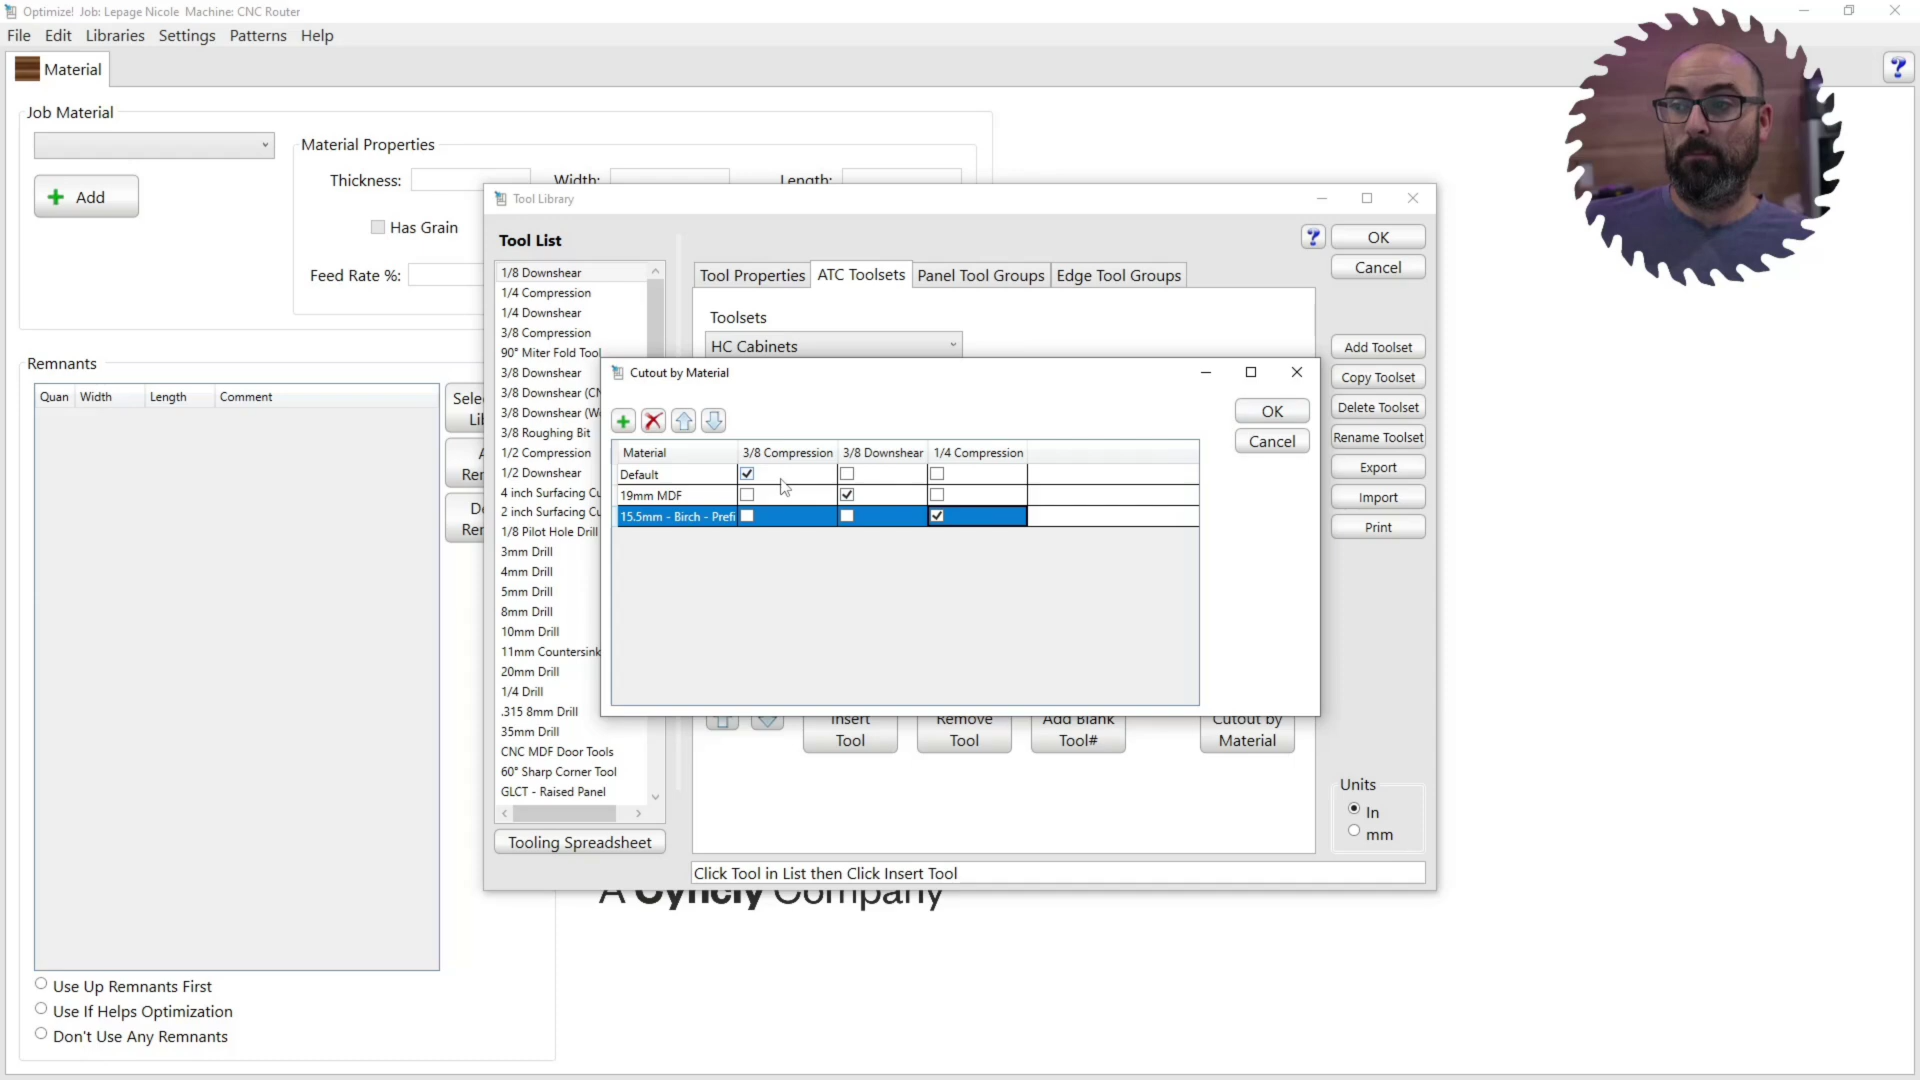 Optimize! Job: Lepage Nicole Machine: CNC Router
File Edit Libraries Settings Patterns Help
Material
Job Material
Add
Material Properties
Thickness: Width: Length:
Has Grain
Feed Rate %:
Remnants
Quan Width Length Comment
Use Up Remnants First
Use If Helps Optimization
Don't Use Any Remnants
Tool Library
Tool List
1/8 Downshear
1/4 Compression
1/4 Downshear
3/8 Compression
90° Miter Fold Tool
3/8 Downshear
3/8 Downshear (CN
3/8 Downshear (Wo
3/8 Roughing Bit
1/2 Compression
1/2 Downshear
4 inch Surfacing Cu
2 inch Surfacing Cu
1/8 Pilot Hole Drill
3mm Drill
4mm Drill
5mm Drill
8mm Drill
10mm Drill
11mm Countersink
20mm Drill
1/4 Drill
.315 8mm Drill
35mm Drill
CNC MDF Door Tools
60° Sharp Corner Tool
GLCT - Raised Panel
Tooling Spreadsheet
Tool Properties ATC Toolsets Panel Tool Groups Edge Tool Groups
Toolsets
HC Cabinets
OK
Cancel
Add Toolset
Copy Toolset
Delete Toolset
Rename Toolset
Export
Import
Print
Units
In
mm
Cutout by Material
OK
Cancel
Material 3/8 Compression 3/8 Downshear 1/4 Compression
Default
19mm MDF
15.5mm - Birch - Prefi
Insert Tool
Remove Tool
Add Blank Tool#
Cutout by Material
Click Tool in List then Click Insert Tool
A Cyncly Company